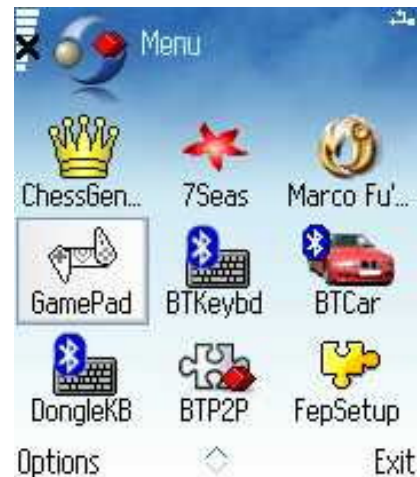 Menu
ChessGen... 7Seas Marco Fu'...
GamePad BTKeybd BTCar
DongleKB BTP2P FepSetup
Options Exit